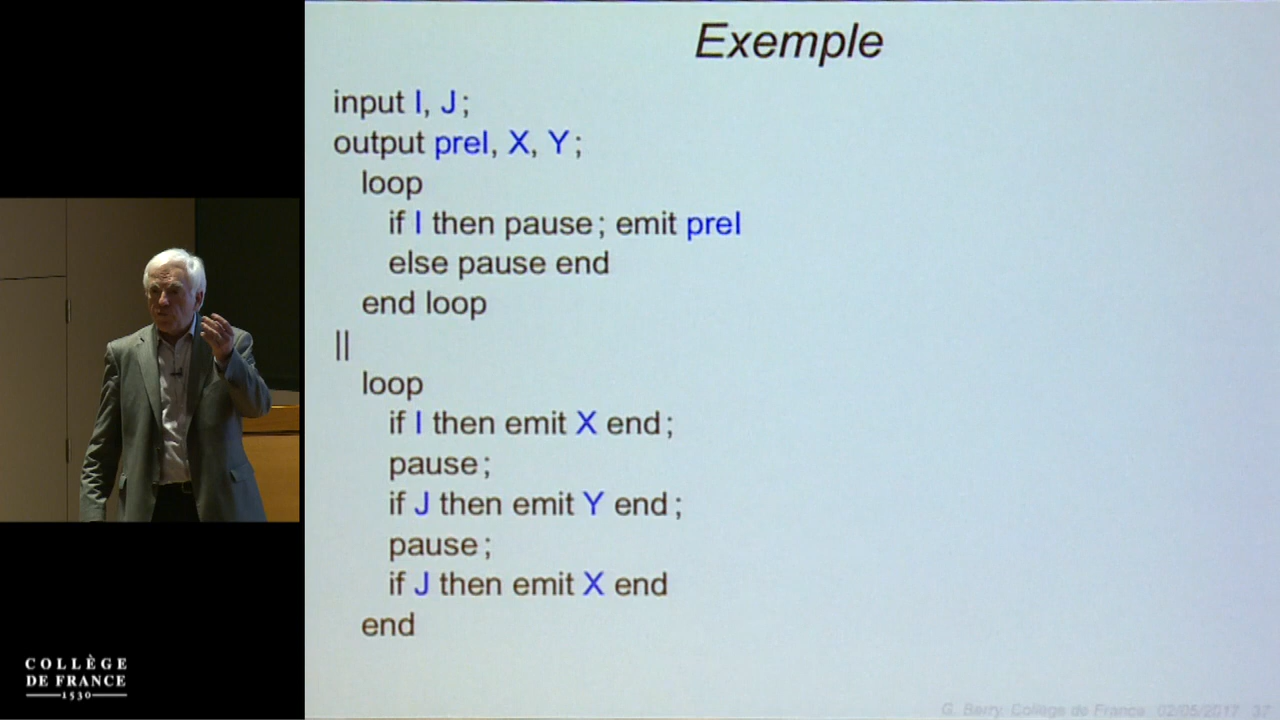 Exemple
input I, J ;
output preI, X, Y ;
loop
if I then pause ; emit preI
else pause end
end loop
||
loop
if I then emit X end ;
pause ;
if J then emit Y end ;
pause ;
if J then emit X end
end
COLLÈGE
DE FRANCE
1530
G. Berry, Collège de France 02/05/2017 37